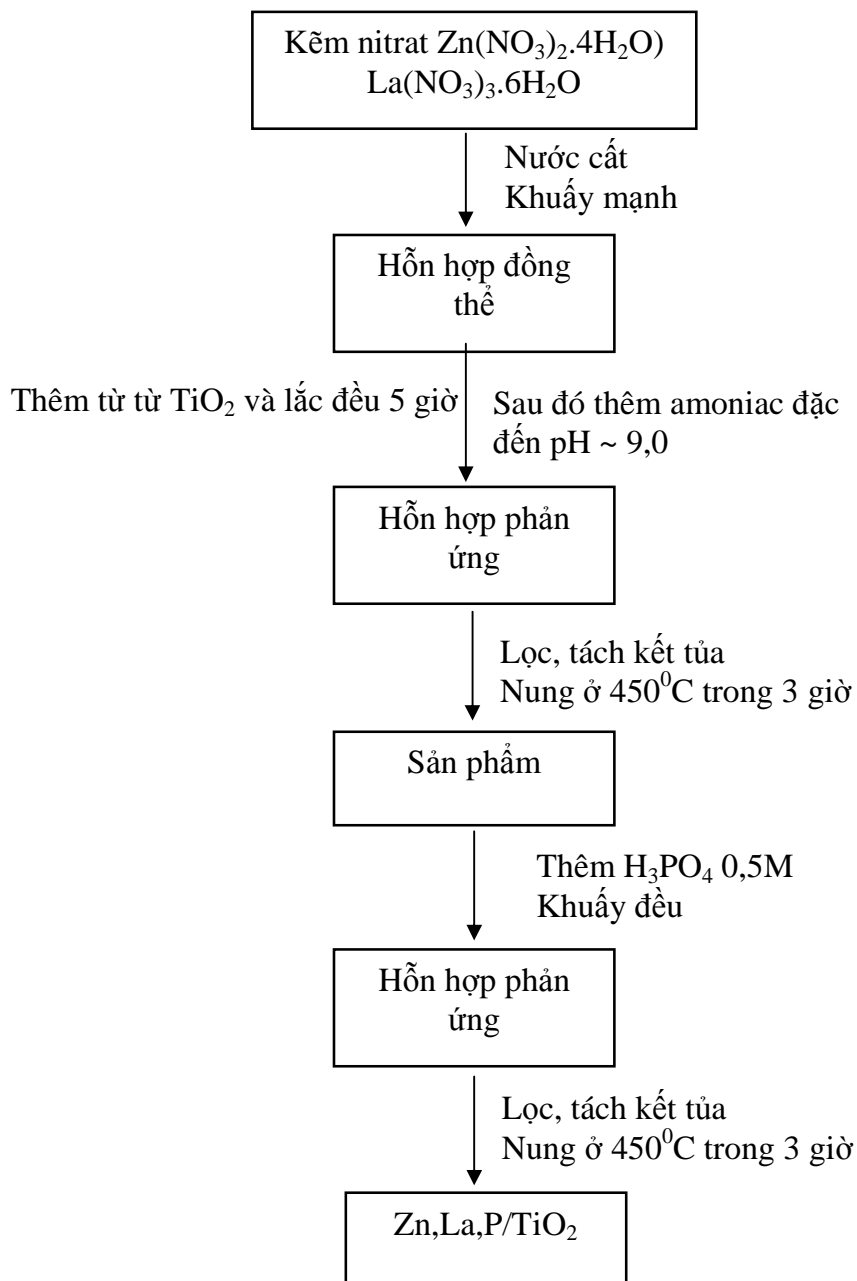 Kẽm nitrat Zn(NO₃)₂.4H₂O)
La(NO₃)₃.6H₂O
Nước cất
Khuấy mạnh
Hỗn hợp đồng
thể
Thêm từ từ TiO₂ và lắc đều 5 giờ
Sau đó thêm amoniac đặc
đến pH ~ 9,0
Hỗn hợp phản
ứng
Lọc, tách kết tủa
Nung ở 450⁰C trong 3 giờ
Sản phẩm
Thêm H₃PO₄ 0,5M
Khuấy đều
Hỗn hợp phản
ứng
Lọc, tách kết tủa
Nung ở 450⁰C trong 3 giờ
Zn,La,P/TiO₂